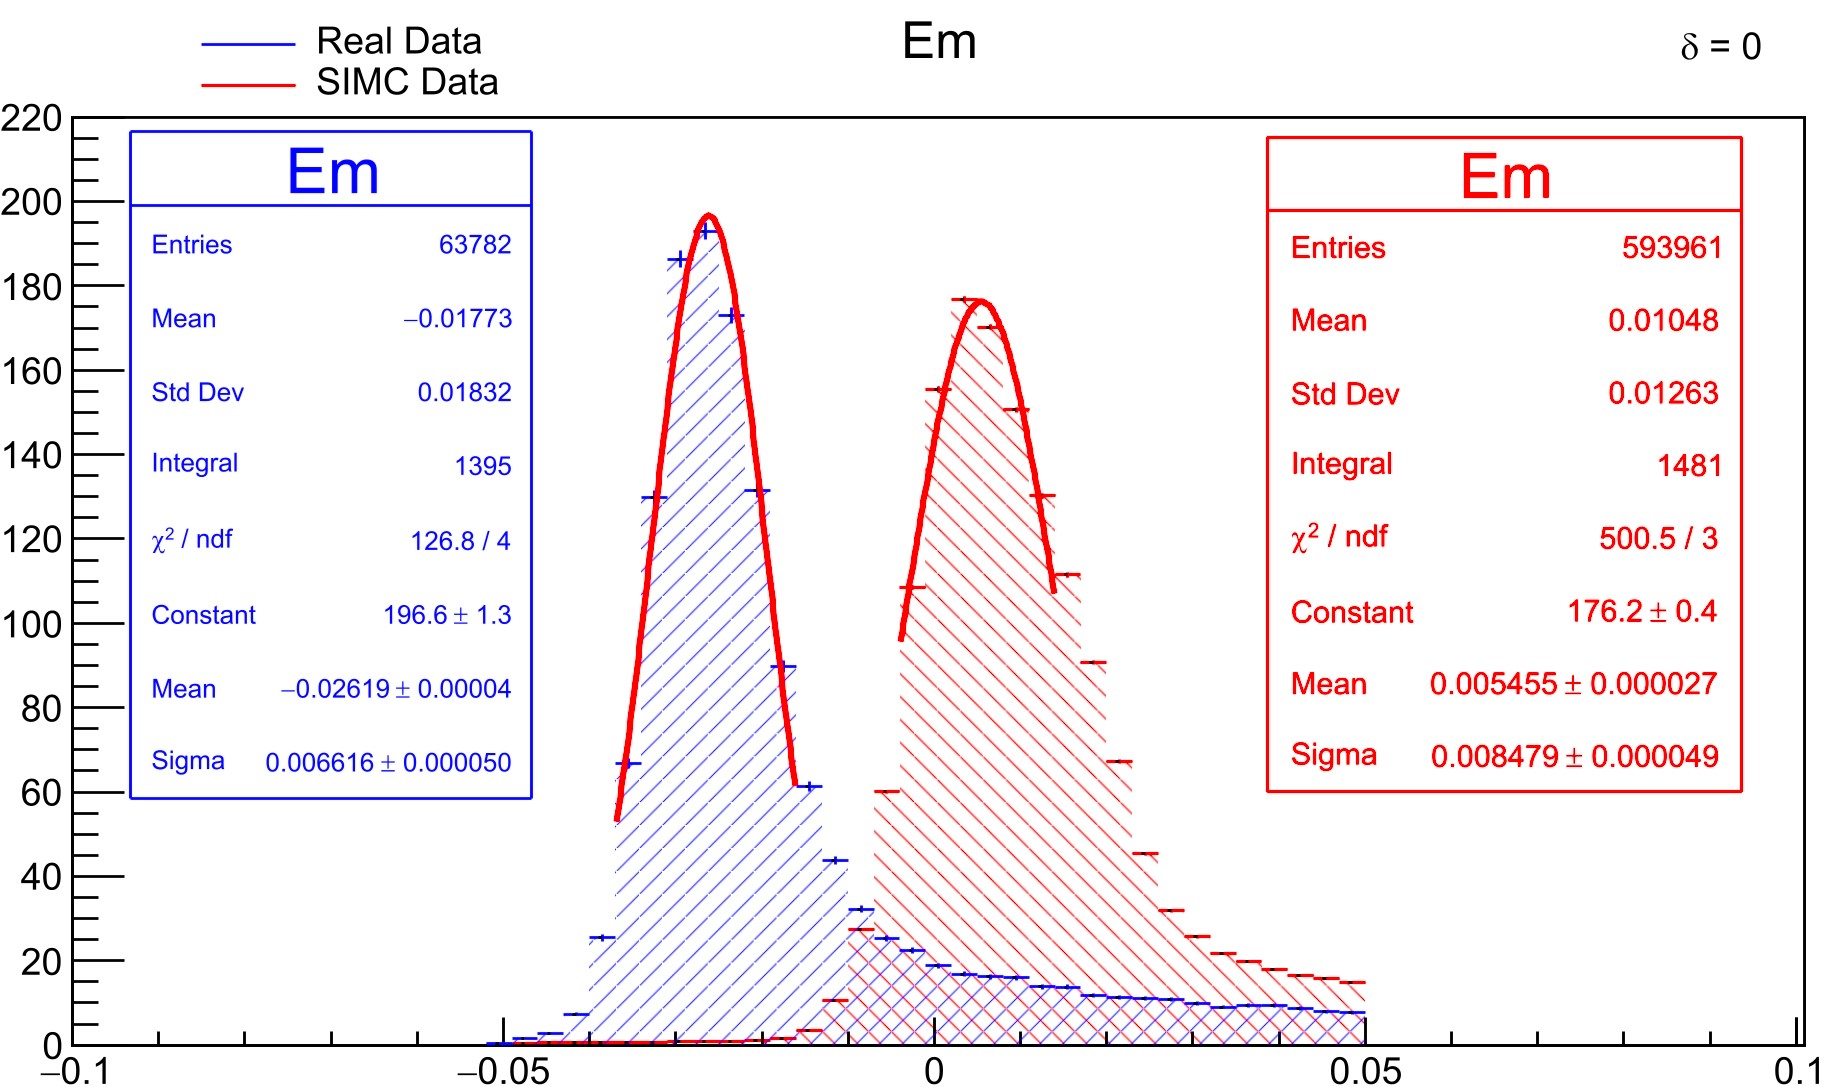 Real Data
SIMC Data
Em
δ = 0
220
200
180
160
140
120
100
80
60
40
20
0
Em
Entries 63782
Mean −0.01773
Std Dev 0.01832
Integral 1395
χ² / ndf 126.8 / 4
Constant 196.6 ± 1.3
Mean −0.02619 ± 0.00004
Sigma 0.006616 ± 0.000050
Em
Entries 593961
Mean 0.01048
Std Dev 0.01263
Integral 1481
χ² / ndf 500.5 / 3
Constant 176.2 ± 0.4
Mean 0.005455 ± 0.000027
Sigma 0.008479 ± 0.000049
−0.1 −0.05 0 0.05 0.1